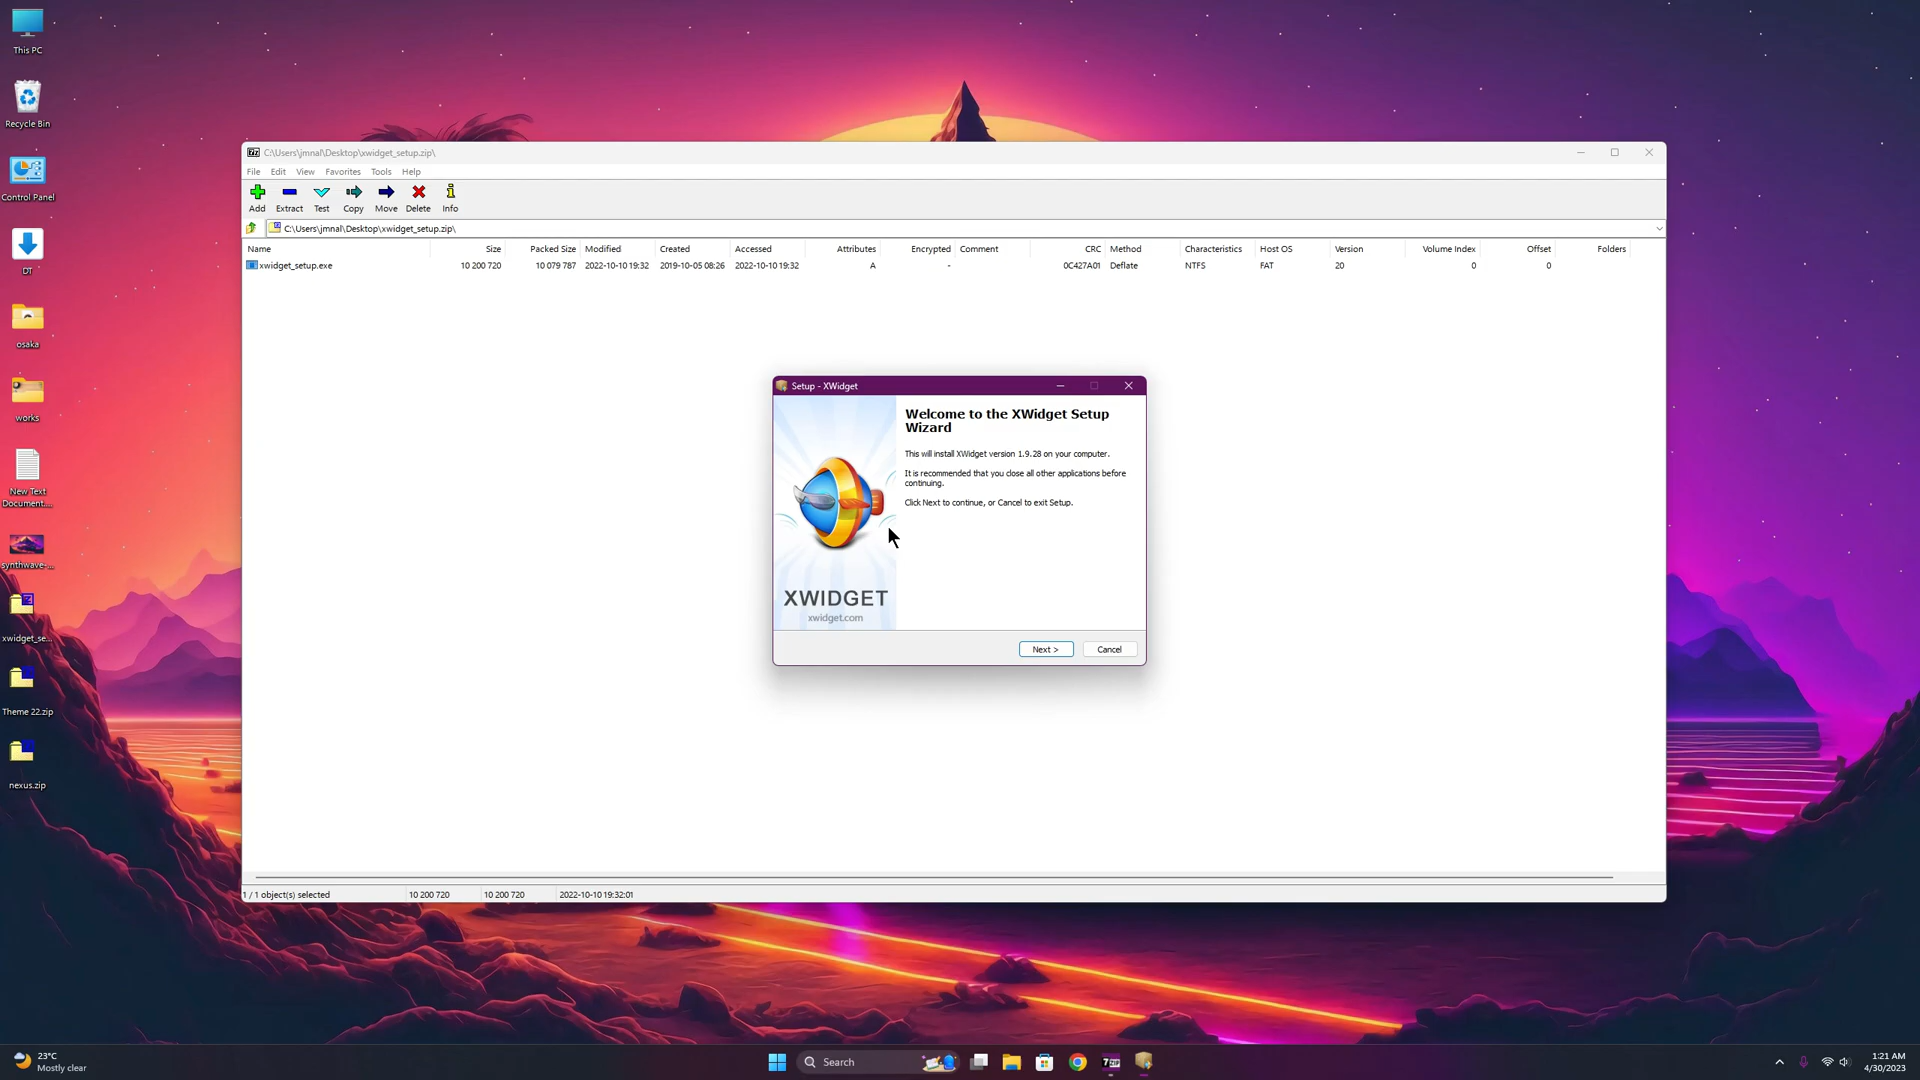 This PC
Recycle Bin
Control Panel
DT
osaka
works
New Text
Document....
synthwave-...
xwidget_se...
Theme 22.zip
nexus.zip
C:\Users\jmnal\Desktop\xwidget_setup.zip\
File Edit View Favorites Tools Help
Add Extract Test Copy Move Delete Info
C:\Users\jmnal\Desktop\xwidget_setup.zip\
Name Size Packed Size Modified Created Accessed Attributes Encrypted Comment CRC Method Characteristics Host OS Version Volume Index Offset Folders
xwidget_setup.exe 10 200 720 10 079 787 2022-10-10 19:32 2019-10-05 08:26 2022-10-10 19:32 A - 0C427A01 Deflate NTFS FAT 20 0 0
Setup - XWidget
Welcome to the XWidget Setup
Wizard
This will install XWidget version 1.9.28 on your computer.
It is recommended that you close all other applications before
continuing.
Click Next to continue, or Cancel to exit Setup.
XWIDGET
xwidget.com
Next > Cancel
1 / 1 object(s) selected 10 200 720 10 200 720 2022-10-10 19:32:01
23°C
Mostly clear
Search
1:21 AM
4/30/2023